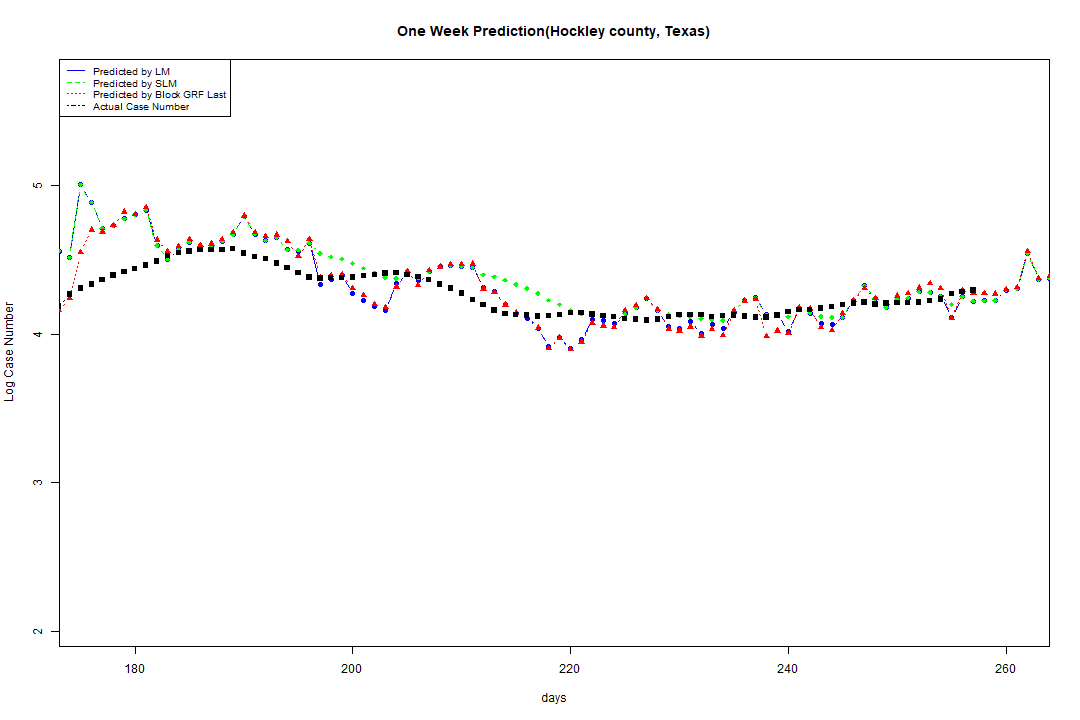 One Week Prediction(Hockley county, Texas)
Predicted by LM
Predicted by SLM
Predicted by Block GRF Last
Actual Case Number
5
4
3
2
Log Case Number
180 200 220 240 260
days